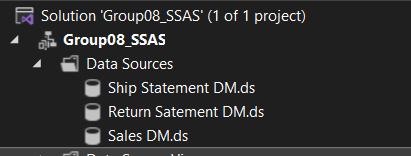 Solution 'Group08_SSAS' (1 of 1 project)
Group08_SSAS
Data Sources
Ship Statement DM.ds
Return Satement DM.ds
Sales DM.ds